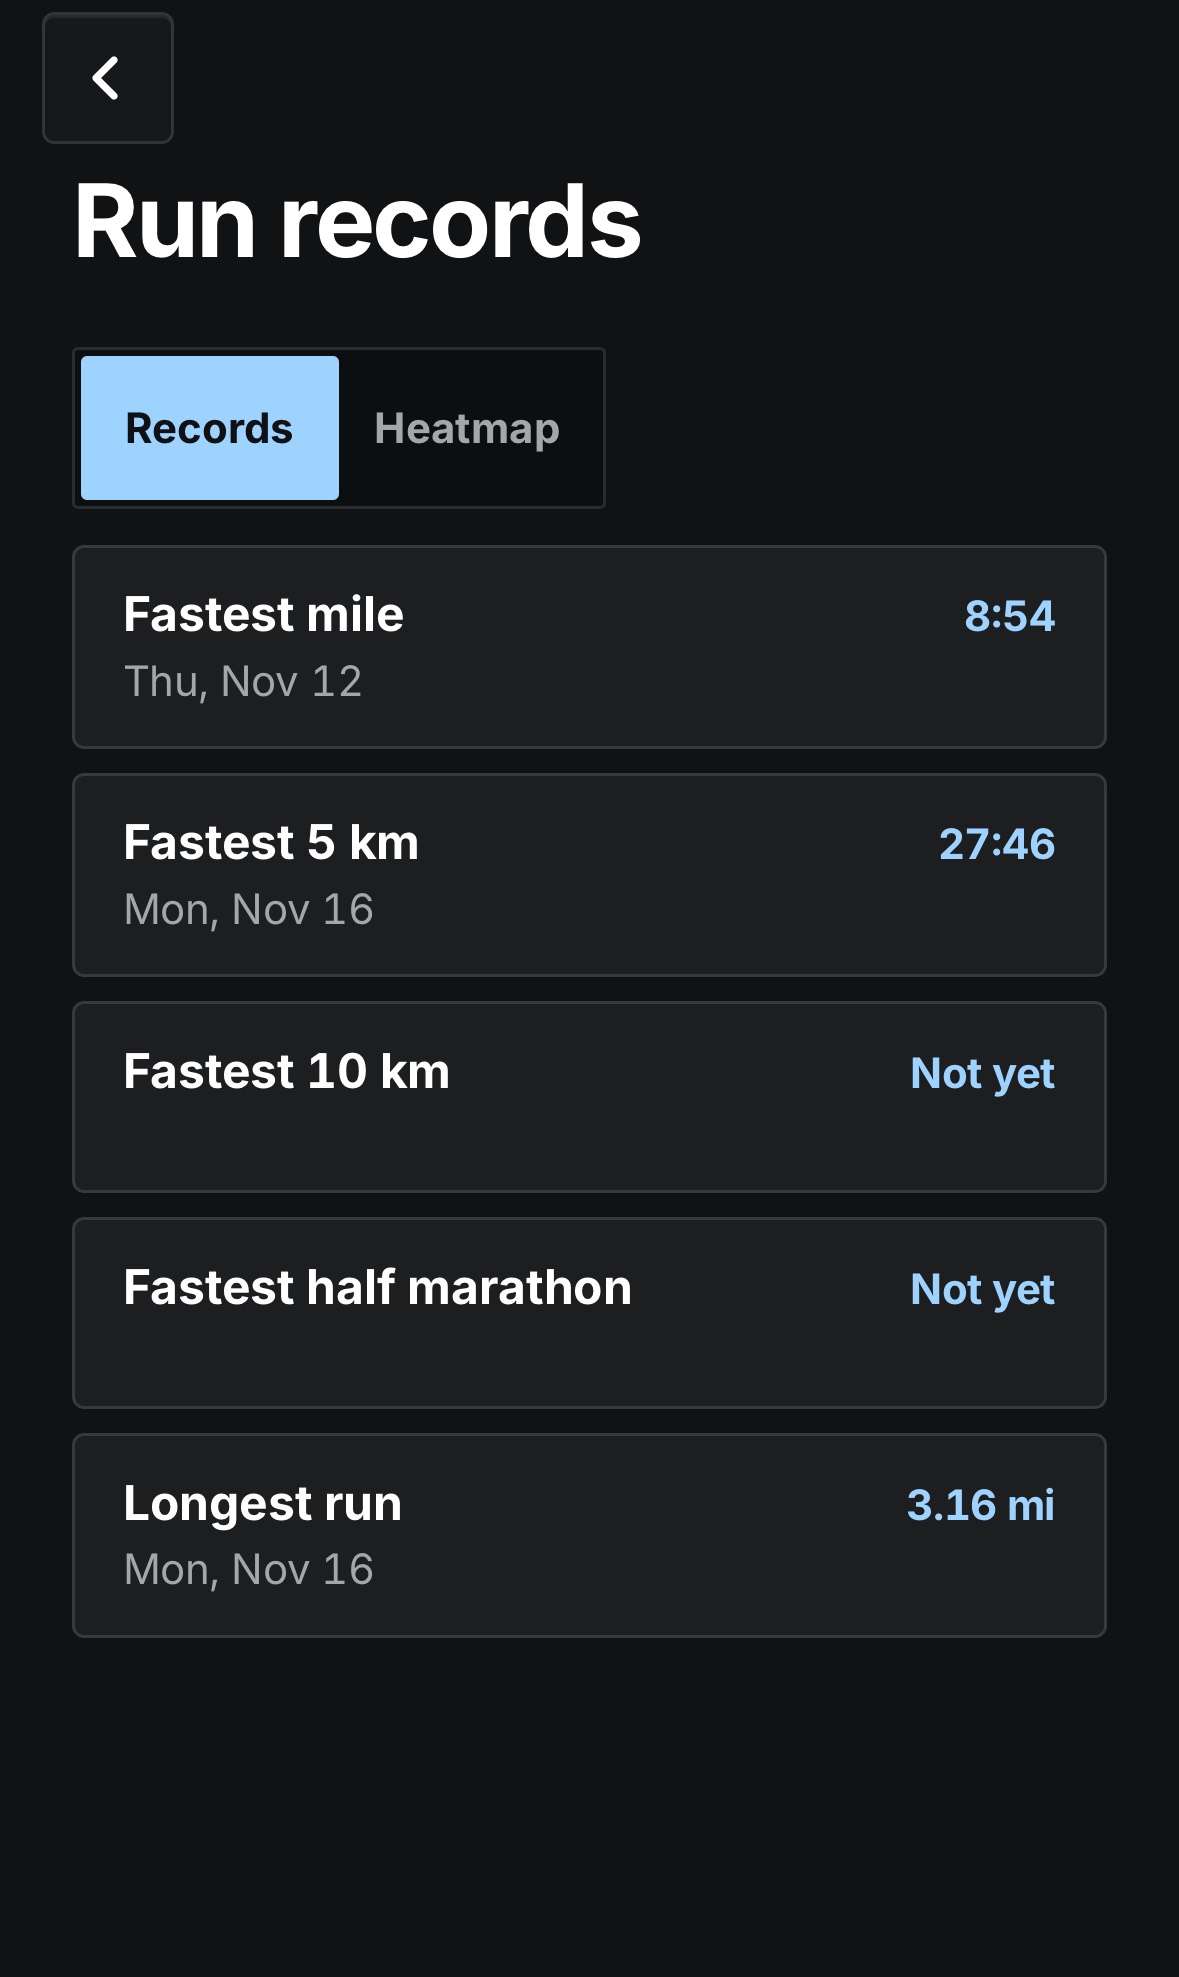 Run records
Records Heatmap
Fastest mile 8:54
Thu, Nov 12
Fastest 5 km 27:46
Mon, Nov 16
Fastest 10 km Not yet
Fastest half marathon Not yet
Longest run 3.16 mi
Mon, Nov 16